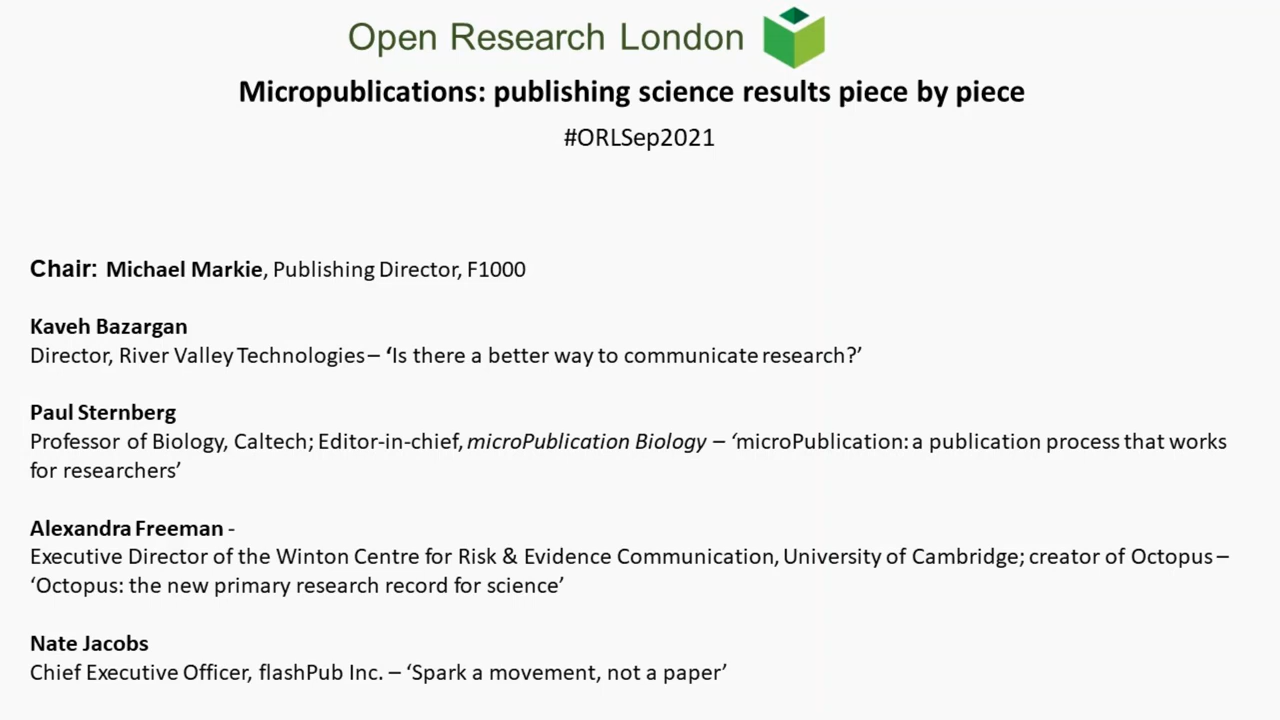 Open Research London
Micropublications: publishing science results piece by piece
#ORLSep2021
Chair: Michael Markie, Publishing Director, F1000
Kaveh Bazargan
Director, River Valley Technologies – ‘Is there a better way to communicate research?’
Paul Sternberg
Professor of Biology, Caltech; Editor-in-chief, microPublication Biology – ‘microPublication: a publication process that works
for researchers’
Alexandra Freeman -
Executive Director of the Winton Centre for Risk & Evidence Communication, University of Cambridge; creator of Octopus –
‘Octopus: the new primary research record for science’
Nate Jacobs
Chief Executive Officer, flashPub Inc. – ‘Spark a movement, not a paper’